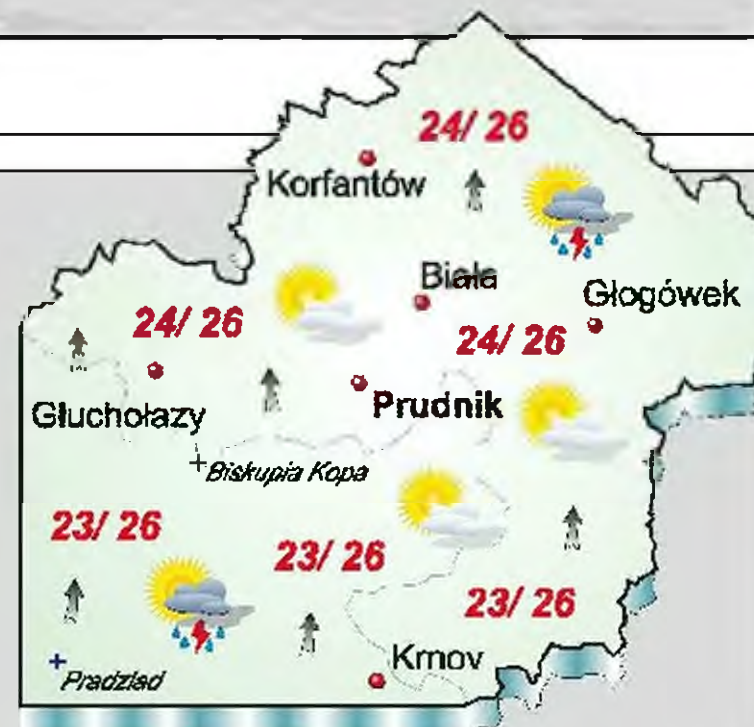 24/ 26
Korfantów
Biała
Głogówek
24/ 26
24/ 26
Głuchołazy
Prudnik
Biskupia Kopa
23/ 26
23/ 26
23/ 26
Krnov
Pradziad